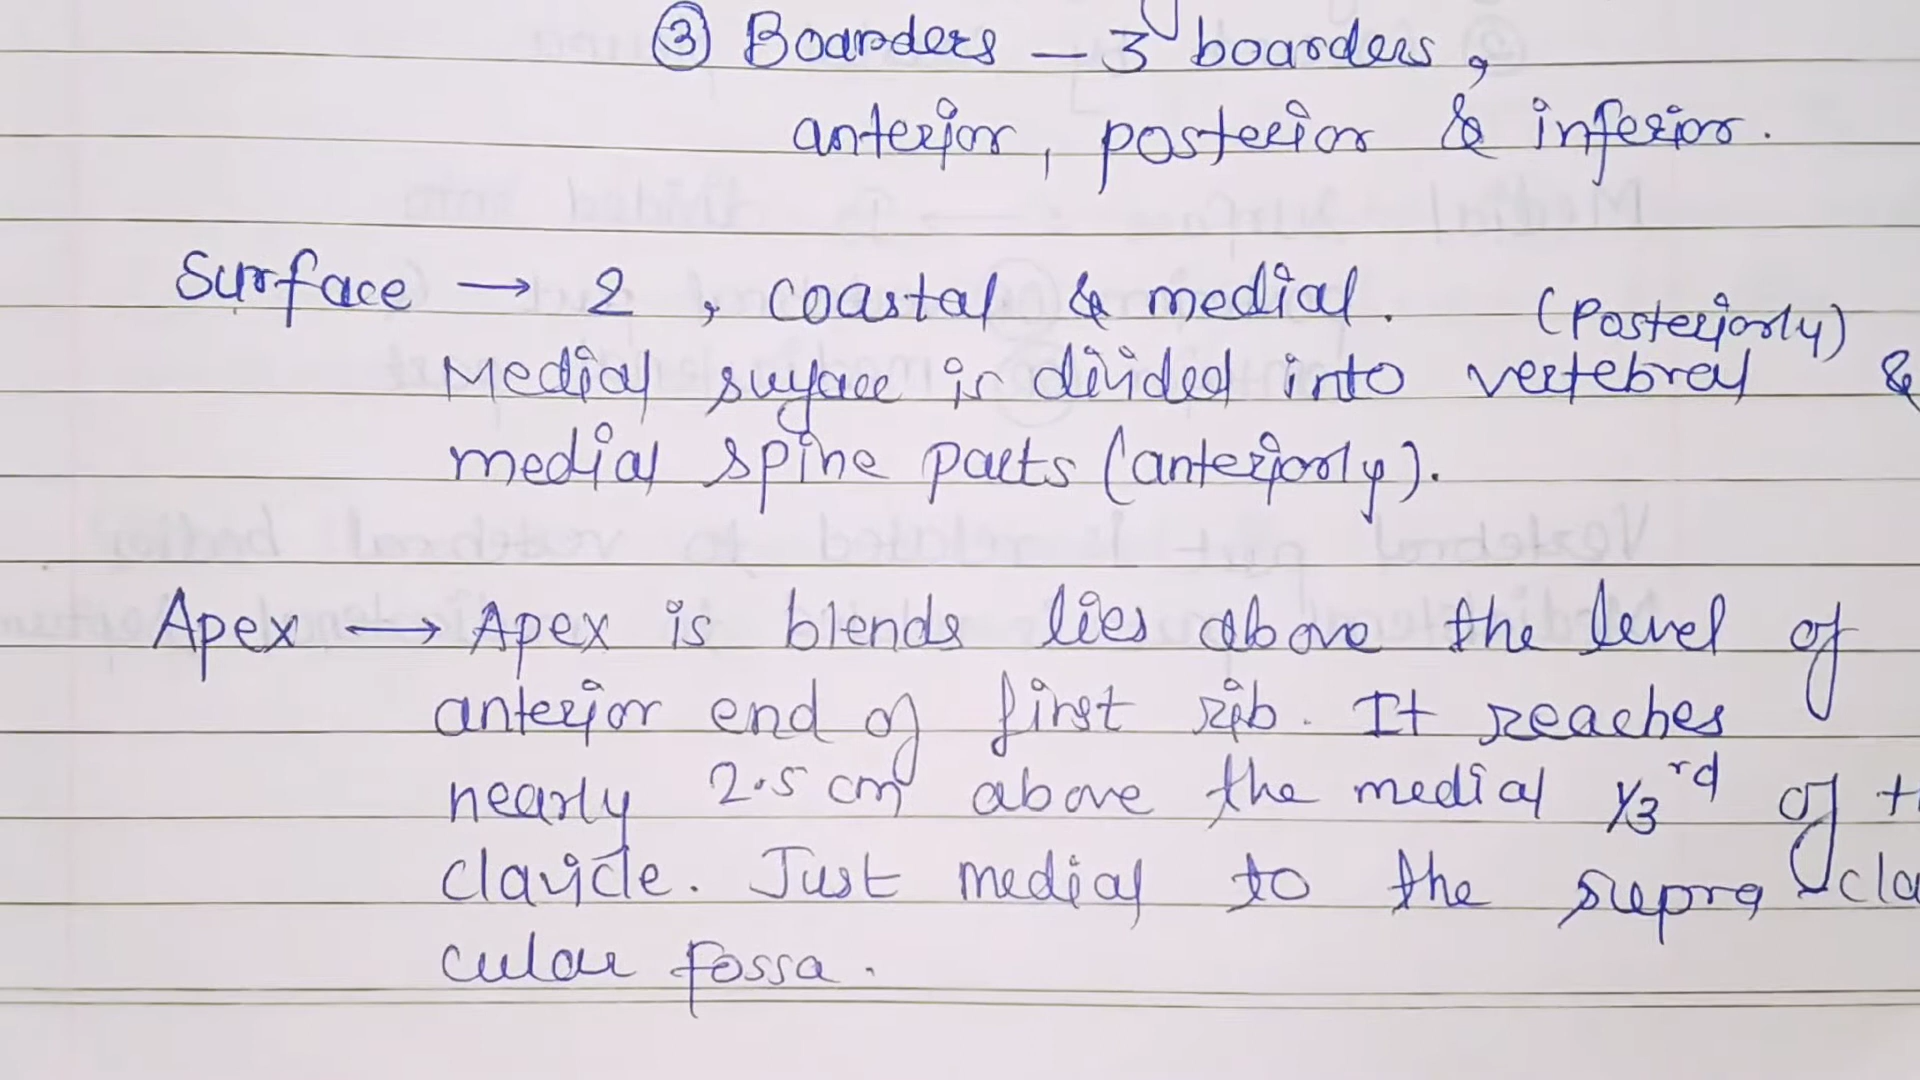 ③ Boarders – 3 boarders,
anterior, posterior & inferior.
Surface → 2, coastal & medial. (Posteriorly)
Medial surface is divided into vertebral &
medial spine parts (anteriorly).
Apex → Apex is blends lies above the level of
anterior end of first rib. It reaches
nearly 2.5 cm above the medial 1/3rd of
clavicle. Just medial to the supra cla
cular fossa.